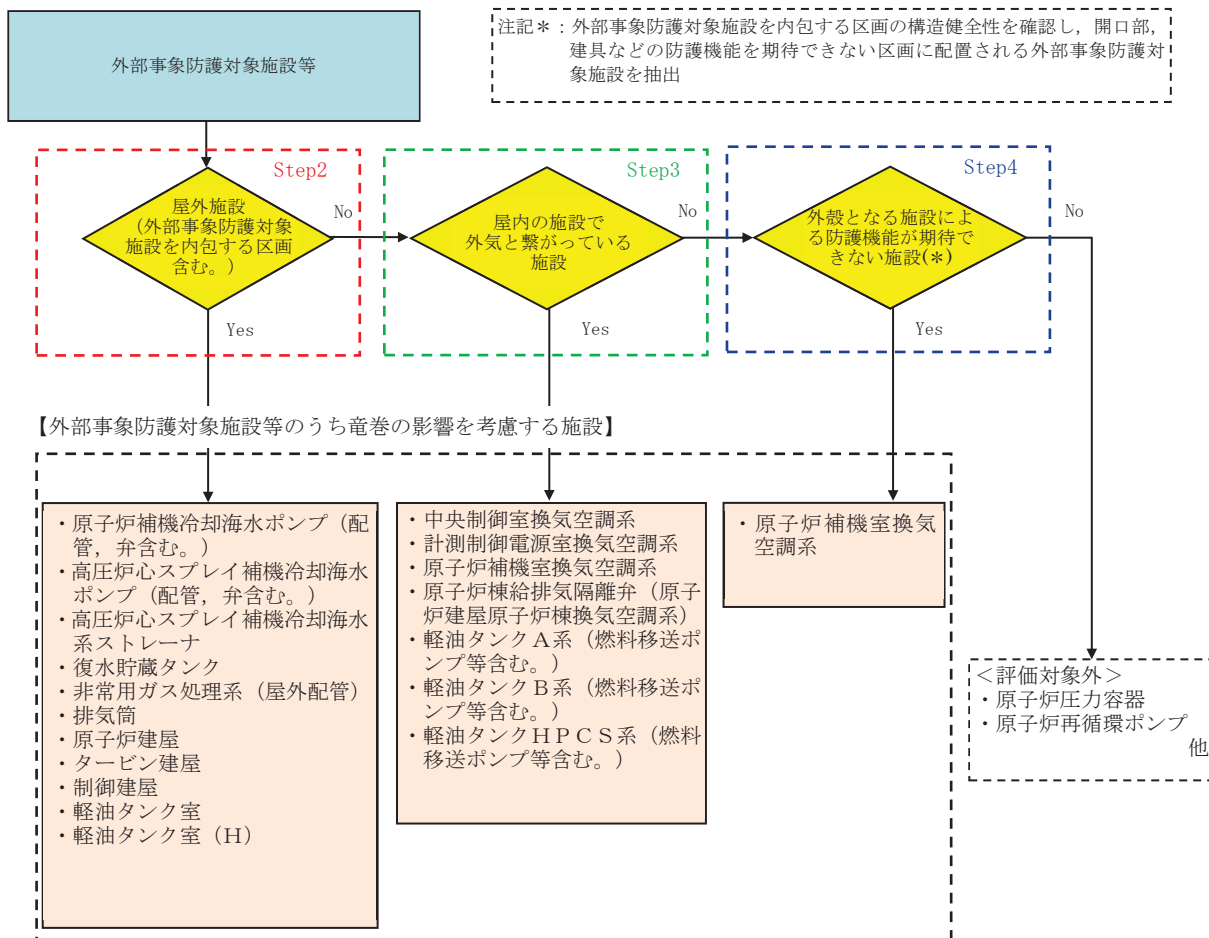 外部事象防護対象施設等
注記＊：外部事象防護対象施設を内包する区画の構造健全性を確認し，開口部，
建具などの防護機能を期待できない区画に配置される外部事象防護対
象施設を抽出
Step2
屋外施設
（外部事象防護対象
施設を内包する区画
含む。）
No
Yes
Step3
屋内の施設で
外気と繋がっている
施設
No
Yes
Step4
外殻となる施設によ
る防護機能が期待で
きない施設(＊)
No
Yes
【外部事象防護対象施設等のうち竜巻の影響を考慮する施設】
・原子炉補機冷却海水ポンプ（配
管，弁含む。）
・高圧炉心スプレイ補機冷却海水
ポンプ（配管，弁含む。）
・高圧炉心スプレイ補機冷却海水
系ストレーナ
・復水貯蔵タンク
・非常用ガス処理系（屋外配管）
・排気筒
・原子炉建屋
・タービン建屋
・制御建屋
・軽油タンク室
・軽油タンク室（Ｈ）
・中央制御室換気空調系
・計測制御電源室換気空調系
・原子炉補機室換気空調系
・原子炉棟給排気隔離弁（原子
炉建屋原子炉棟換気空調系）
・軽油タンクＡ系（燃料移送ポ
ンプ等含む。）
・軽油タンクＢ系（燃料移送ポ
ンプ等含む。）
・軽油タンクＨＰＣＳ系（燃料
移送ポンプ等含む。）
・原子炉補機室換気
空調系
＜評価対象外＞
・原子炉圧力容器
・原子炉再循環ポンプ
他